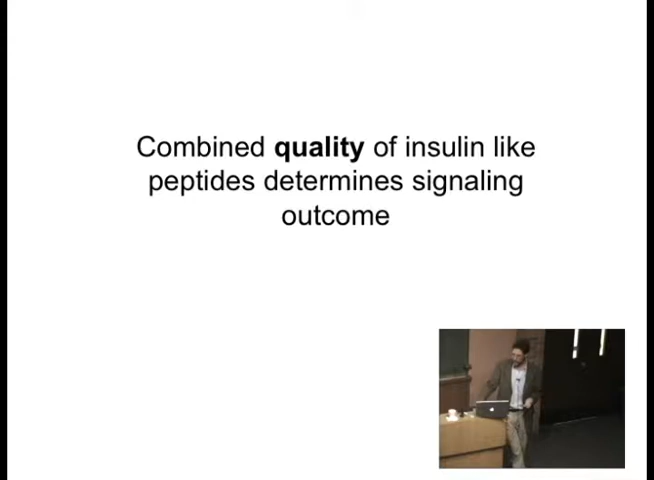 Combined quality of insulin like
peptides determines signaling
outcome